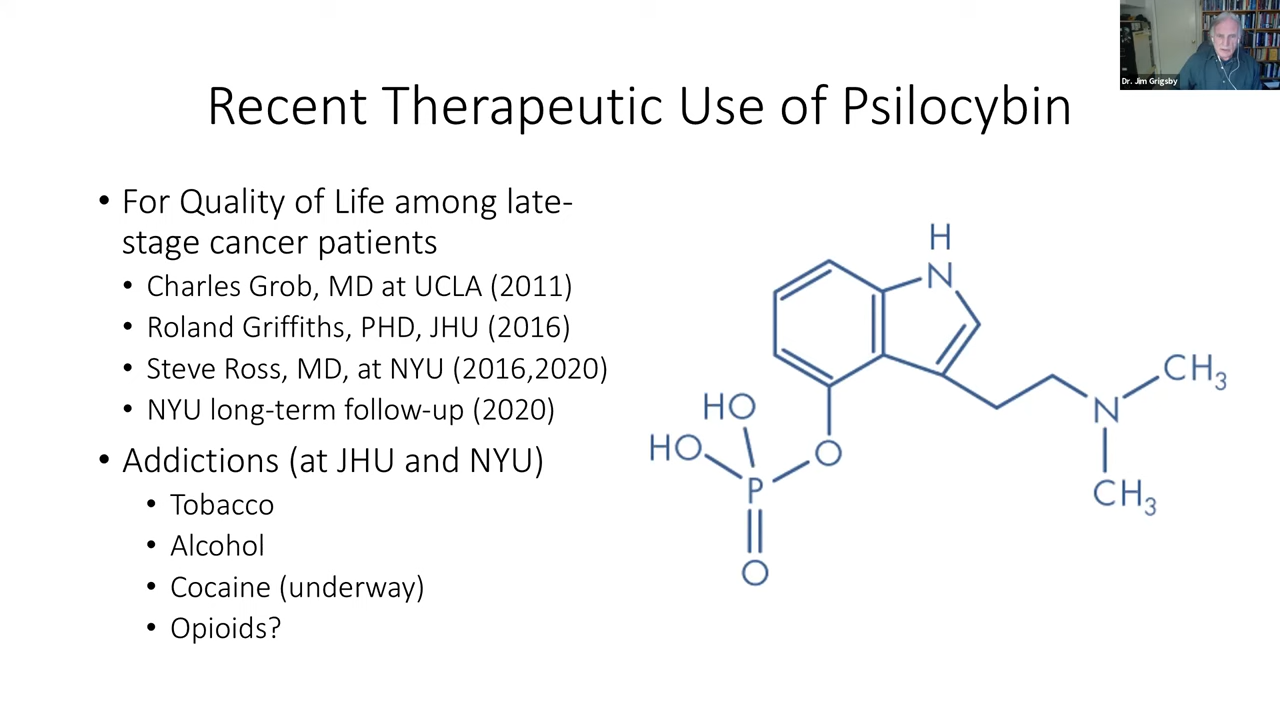 Dr. Jim Grigsby
Recent Therapeutic Use of Psilocybin
• For Quality of Life among late-
stage cancer patients
• Charles Grob, MD at UCLA (2011)
• Roland Griffiths, PHD, JHU (2016)
• Steve Ross, MD, at NYU (2016,2020)
• NYU long-term follow-up (2020)
• Addictions (at JHU and NYU)
• Tobacco
• Alcohol
• Cocaine (underway)
• Opioids?
H
N
CH3
N
CH3
HO
HO
O
P
O